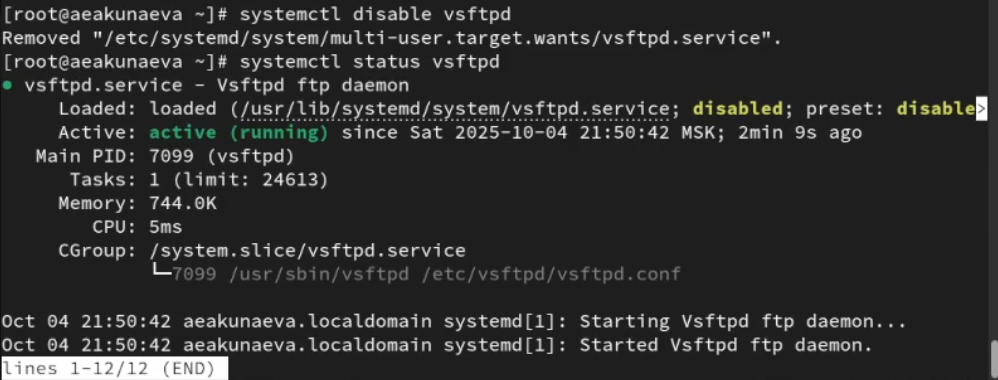 [root@aeakunaeva ~]# systemctl disable vsftpd
Removed "/etc/systemd/system/multi-user.target.wants/vsftpd.service".
[root@aeakunaeva ~]# systemctl status vsftpd
● vsftpd.service - Vsftpd ftp daemon
     Loaded: loaded (/usr/lib/systemd/system/vsftpd.service; disabled; preset: disable>
     Active: active (running) since Sat 2025-10-04 21:50:42 MSK; 2min 9s ago
   Main PID: 7099 (vsftpd)
      Tasks: 1 (limit: 24613)
     Memory: 744.0K
        CPU: 5ms
     CGroup: /system.slice/vsftpd.service
             └─7099 /usr/sbin/vsftpd /etc/vsftpd/vsftpd.conf
Oct 04 21:50:42 aeakunaeva.localdomain systemd[1]: Starting Vsftpd ftp daemon...
Oct 04 21:50:42 aeakunaeva.localdomain systemd[1]: Started Vsftpd ftp daemon.
lines 1-12/12 (END)